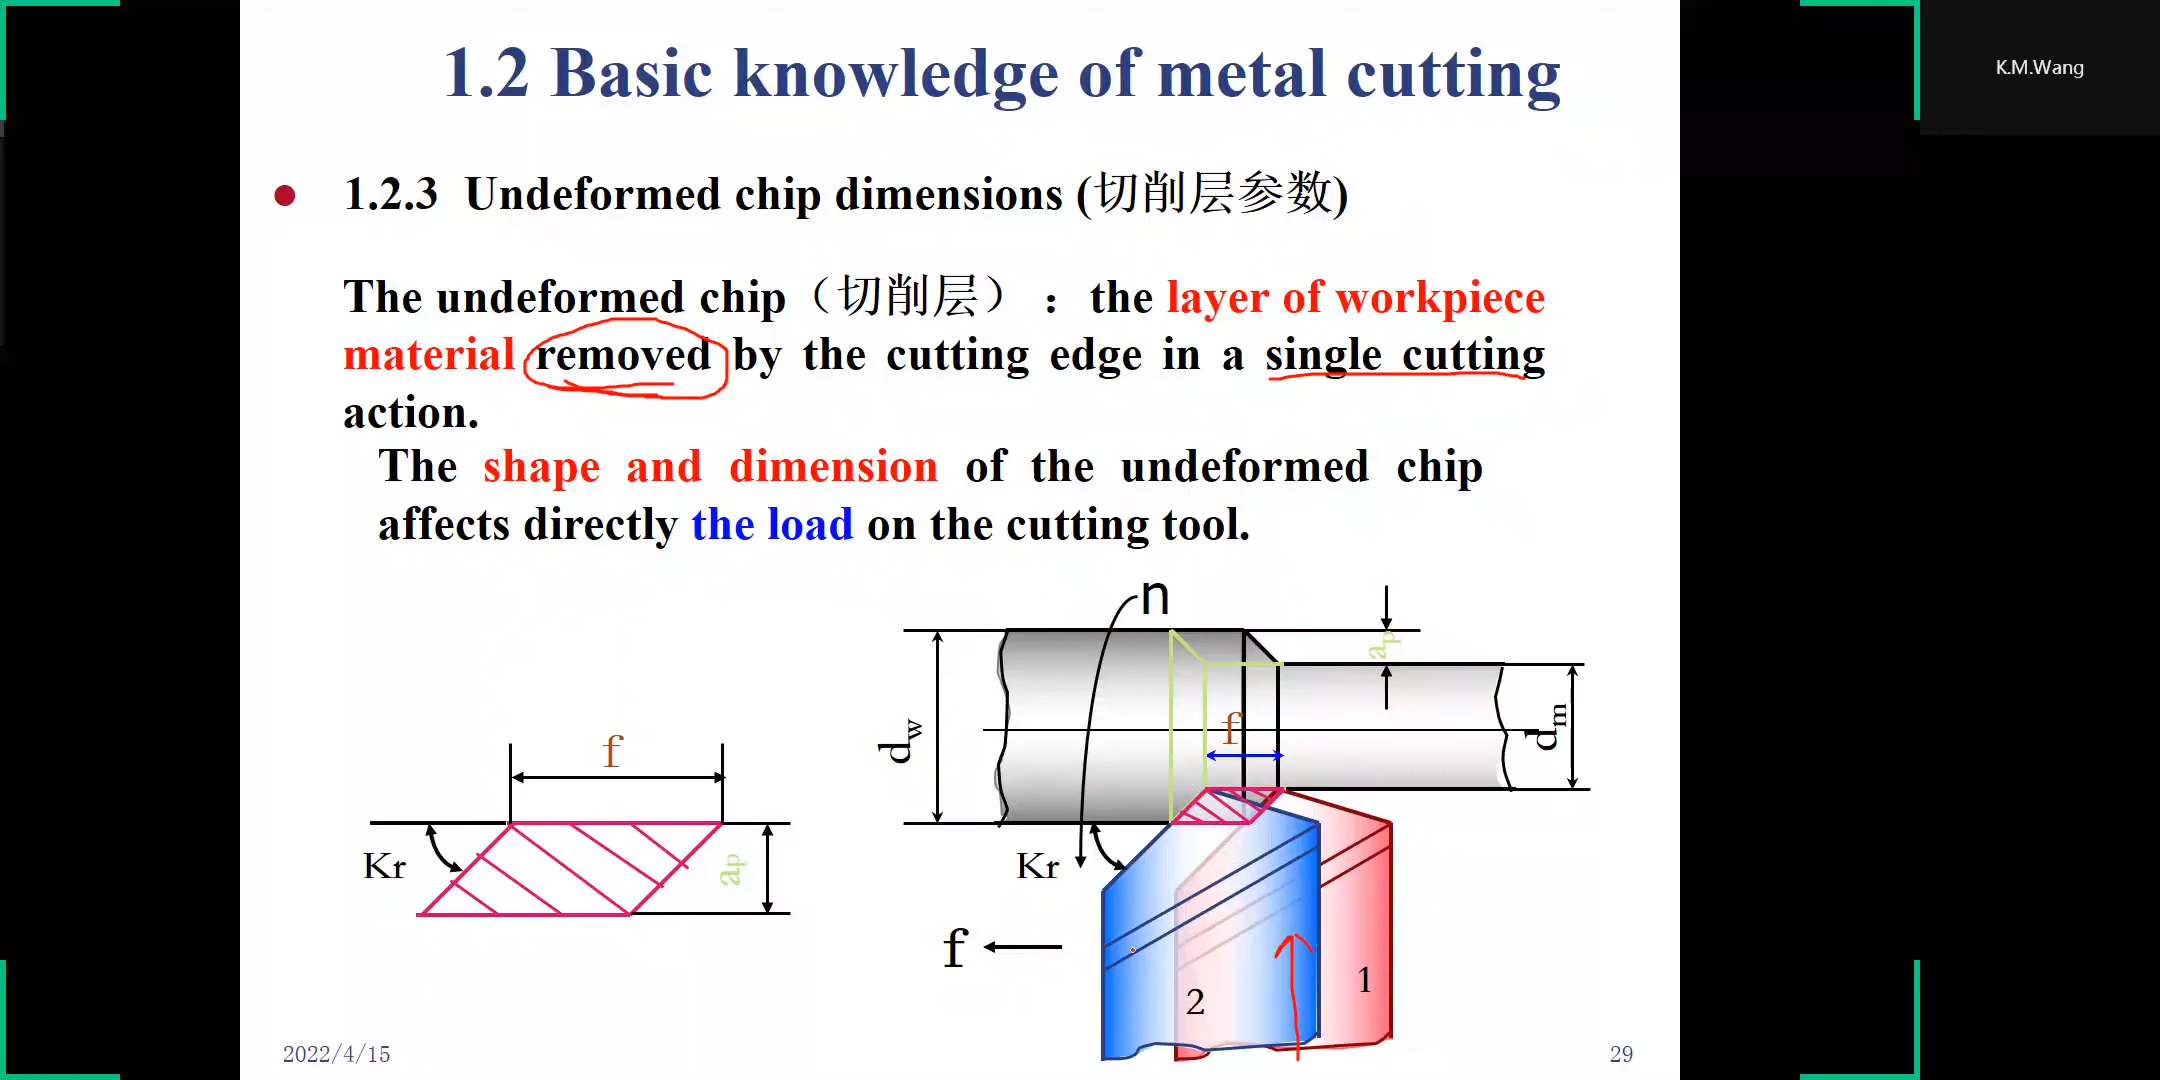 1.2 Basic knowledge of metal cutting
K.M.Wang
● 1.2.3 Undeformed chip dimensions (切削层参数)
The undeformed chip（切削层）：the layer of workpiece
material removed by the cutting edge in a single cutting
action.
The shape and dimension of the undeformed chip
affects directly the load on the cutting tool.
n
ap
dw
f
dm
f
Kr
ap
Kr
f
2
1
2022/4/15
29